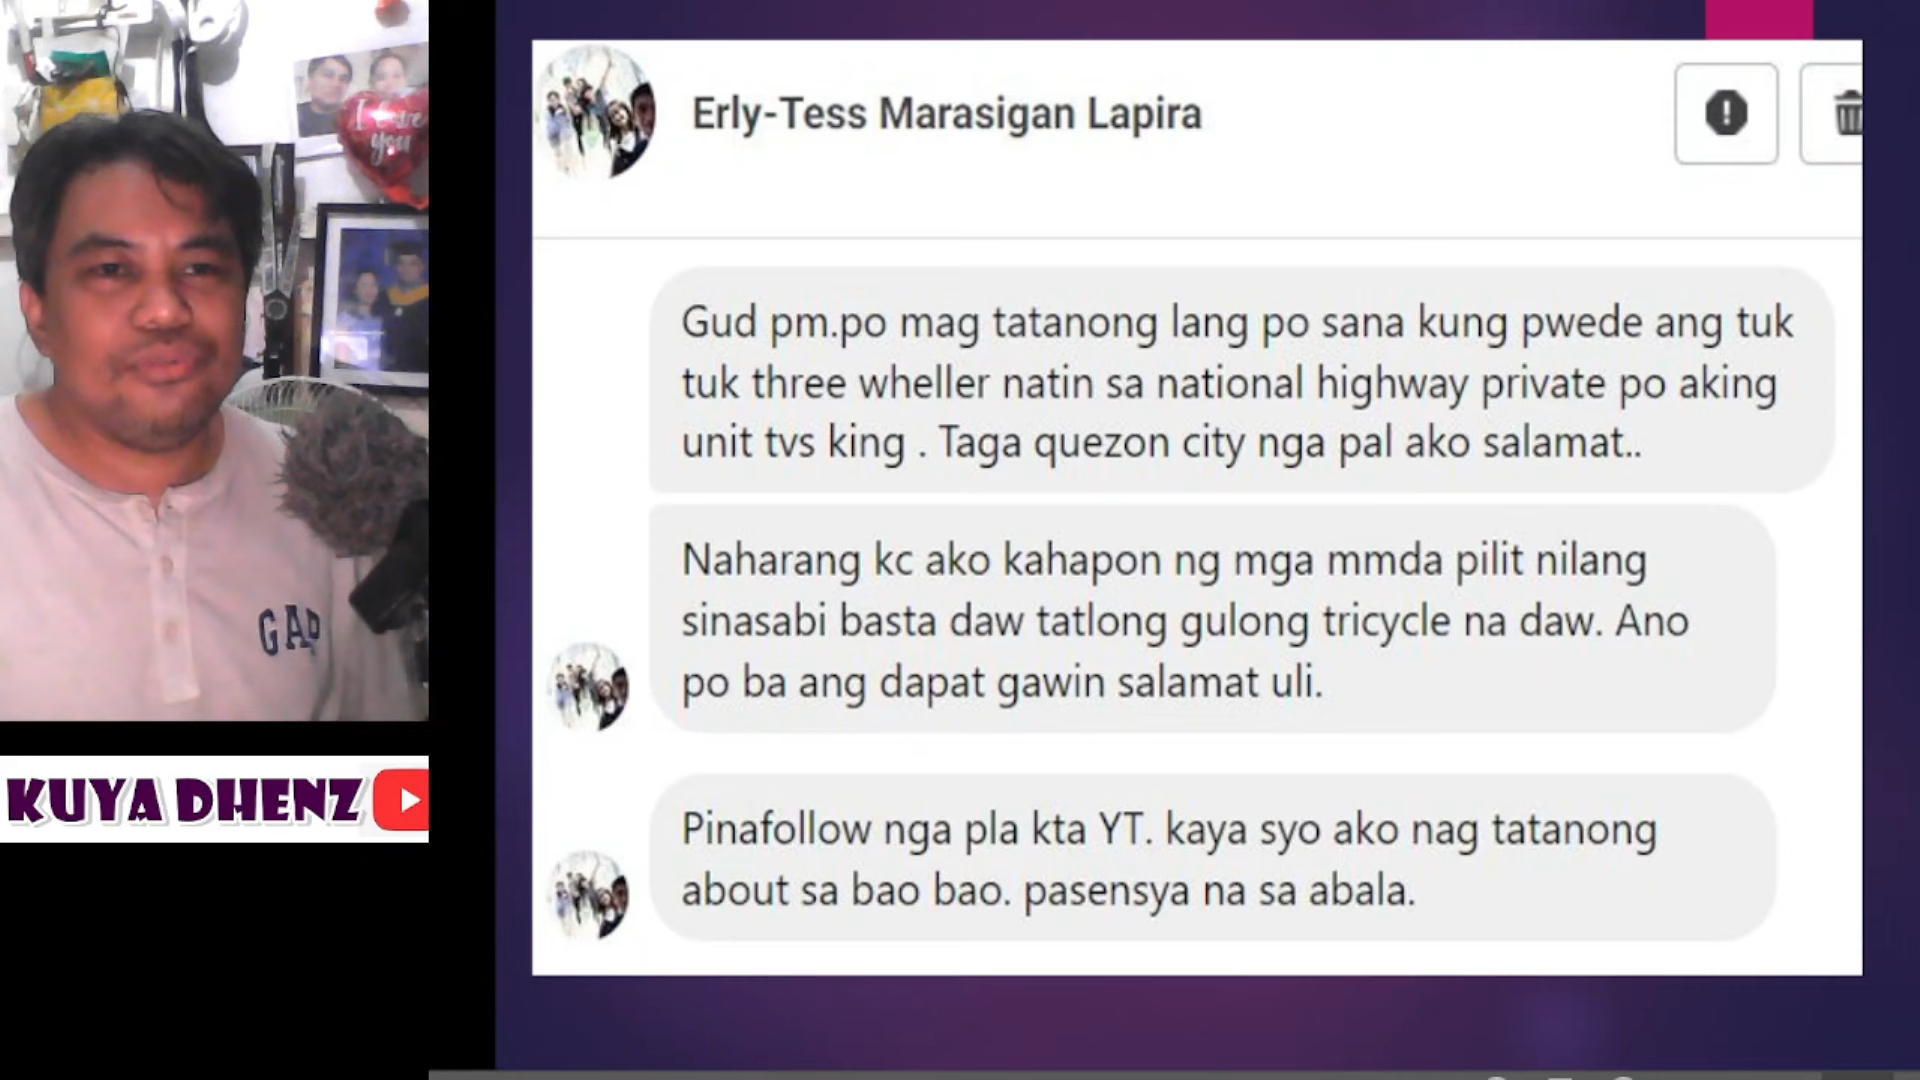 I Love
you
GAP
KUYA DHENZ
Erly-Tess Marasigan Lapira
Gud pm.po mag tatanong lang po sana kung pwede ang tuk
tuk three wheller natin sa national highway private po aking
unit tvs king . Taga quezon city nga pal ako salamat..
Naharang kc ako kahapon ng mga mmda pilit nilang
sinasabi basta daw tatlong gulong tricycle na daw. Ano
po ba ang dapat gawin salamat uli.
Pinafollow nga pla kta YT. kaya syo ako nag tatanong
about sa bao bao. pasensya na sa abala.